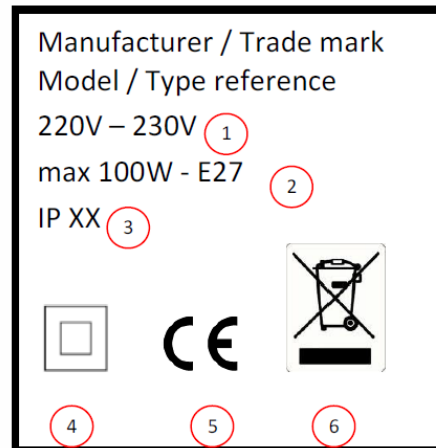 Manufacturer / Trade mark
Model / Type reference
220V – 230V 1
max 100W - E27 2
IP XX 3
CE
4 5 6